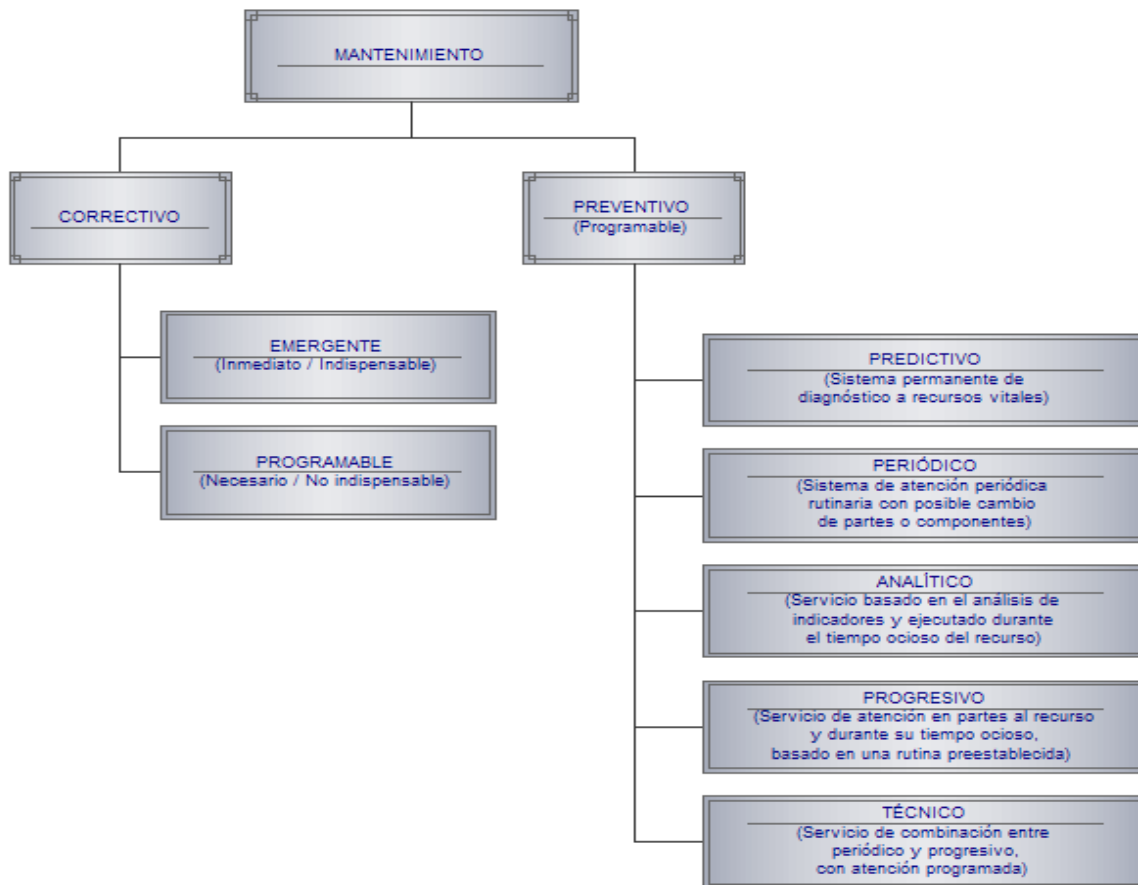 MANTENIMIENTO
CORRECTIVO
PREVENTIVO
(Programable)
EMERGENTE
(Inmediato / Indispensable)
PROGRAMABLE
(Necesario / No indispensable)
PREDICTIVO
(Sistema permanente de
diagnóstico a recursos vitales)
PERIÓDICO
(Sistema de atención periódica
rutinaria con posible cambio
de partes o componentes)
ANALÍTICO
(Servicio basado en el análisis de
indicadores y ejecutado durante
el tiempo ocioso del recurso)
PROGRESIVO
(Servicio de atención en partes al recurso
y durante su tiempo ocioso,
basado en una rutina preestablecida)
TÉCNICO
(Servicio de combinación entre
periódico y progresivo,
con atención programada)